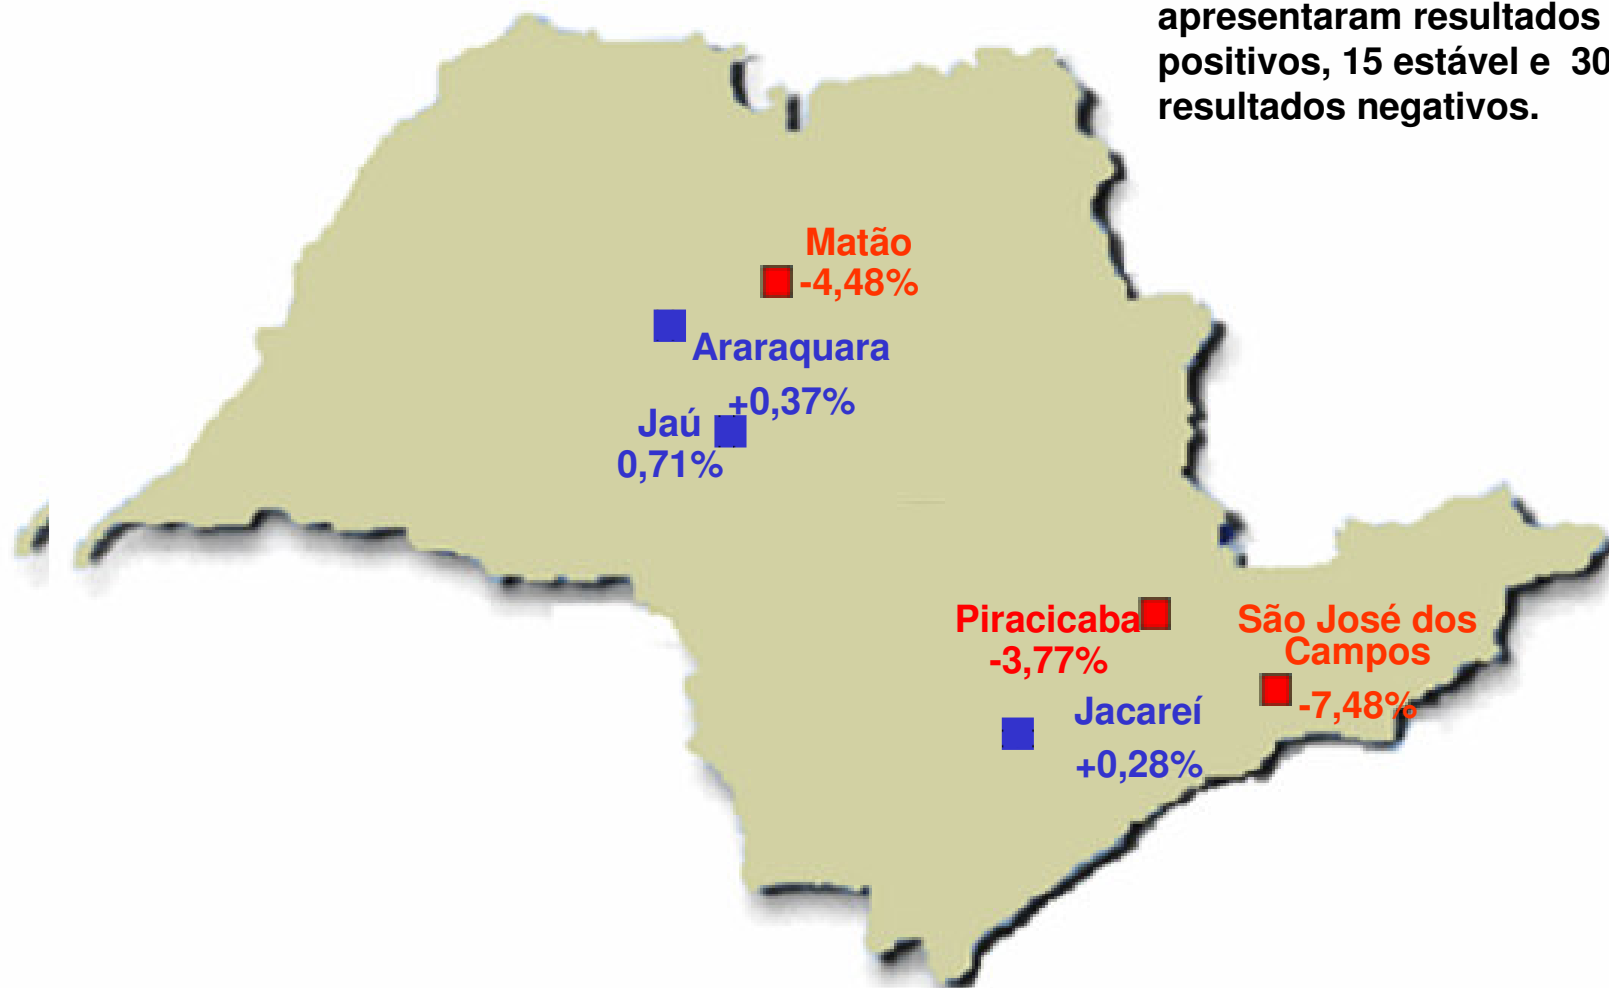 apresentaram resultados
positivos, 15 estável e 30
resultados negativos.
Matão
-4,48%
Araraquara
+0,37%
Jaú
0,71%
Piracicaba
-3,77%
São José dos
Campos
-7,48%
Jacareí
+0,28%